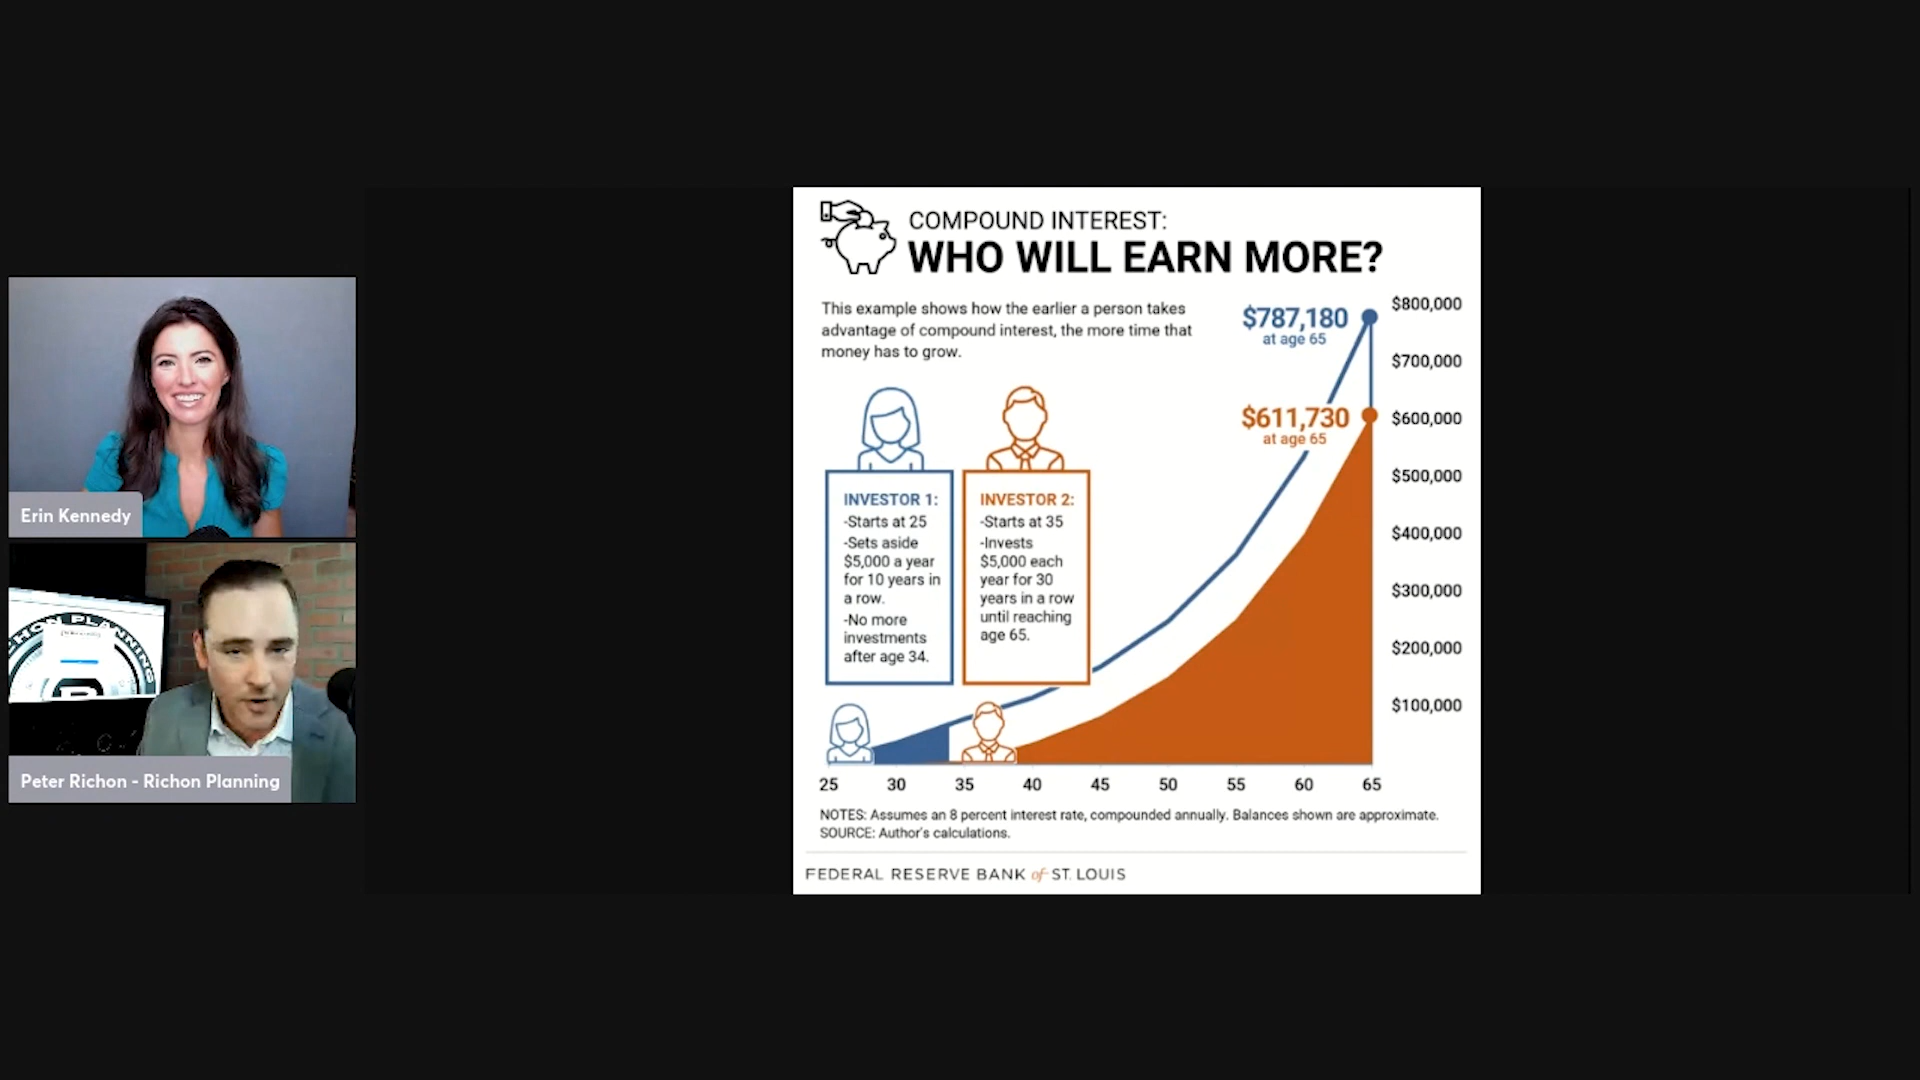 Erin Kennedy
CHON PLANNING
Peter Richon - Richon Planning
COMPOUND INTEREST:
WHO WILL EARN MORE?
This example shows how the earlier a person takes
advantage of compound interest, the more time that
money has to grow.
$787,180
at age 65
$611,730
at age 65
$800,000
$700,000
$600,000
$500,000
$400,000
$300,000
$200,000
$100,000
INVESTOR 1:
-Starts at 25
-Sets aside
$5,000 a year
for 10 years in
a row.
-No more
investments
after age 34.
INVESTOR 2:
-Starts at 35
-Invests
$5,000 each
year for 30
years in a row
until reaching
age 65.
25 30 35 40 45 50 55 60 65
NOTES: Assumes an 8 percent interest rate, compounded annually. Balances shown are approximate.
SOURCE: Author's calculations.
FEDERAL RESERVE BANK of ST. LOUIS